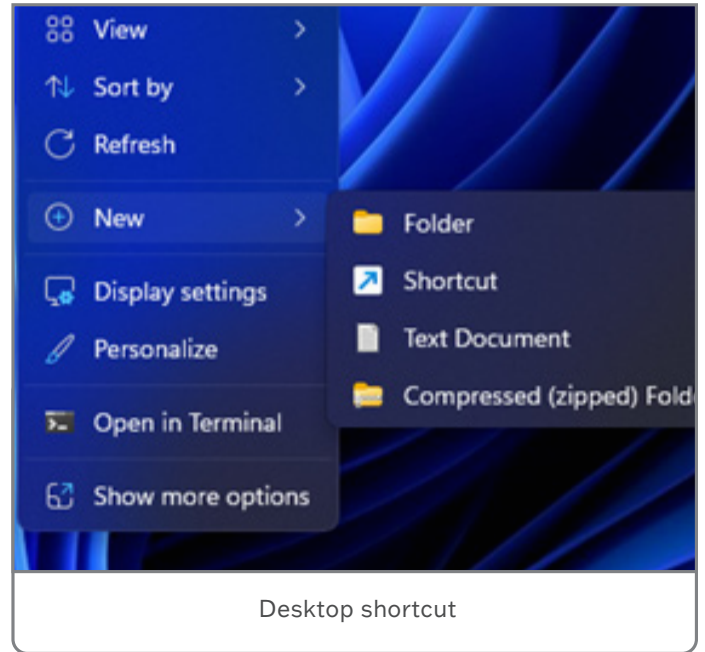 View
Sort by
Refresh
New
Display settings
Personalize
Open in Terminal
Show more options
Folder
Shortcut
Text Document
Compressed (zipped) Fold
Desktop shortcut